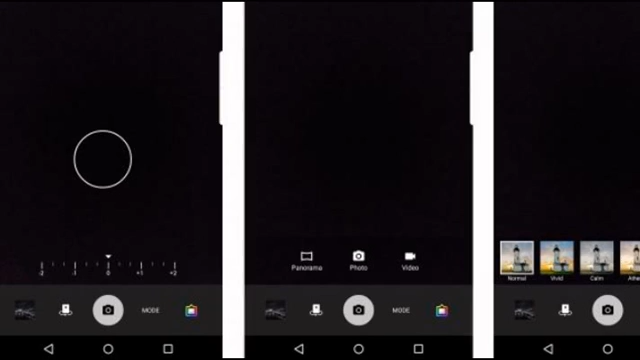 -2 -1 0 +1 +2
MODE
Panorama Photo Video
MODE
Normal Vivid Calm